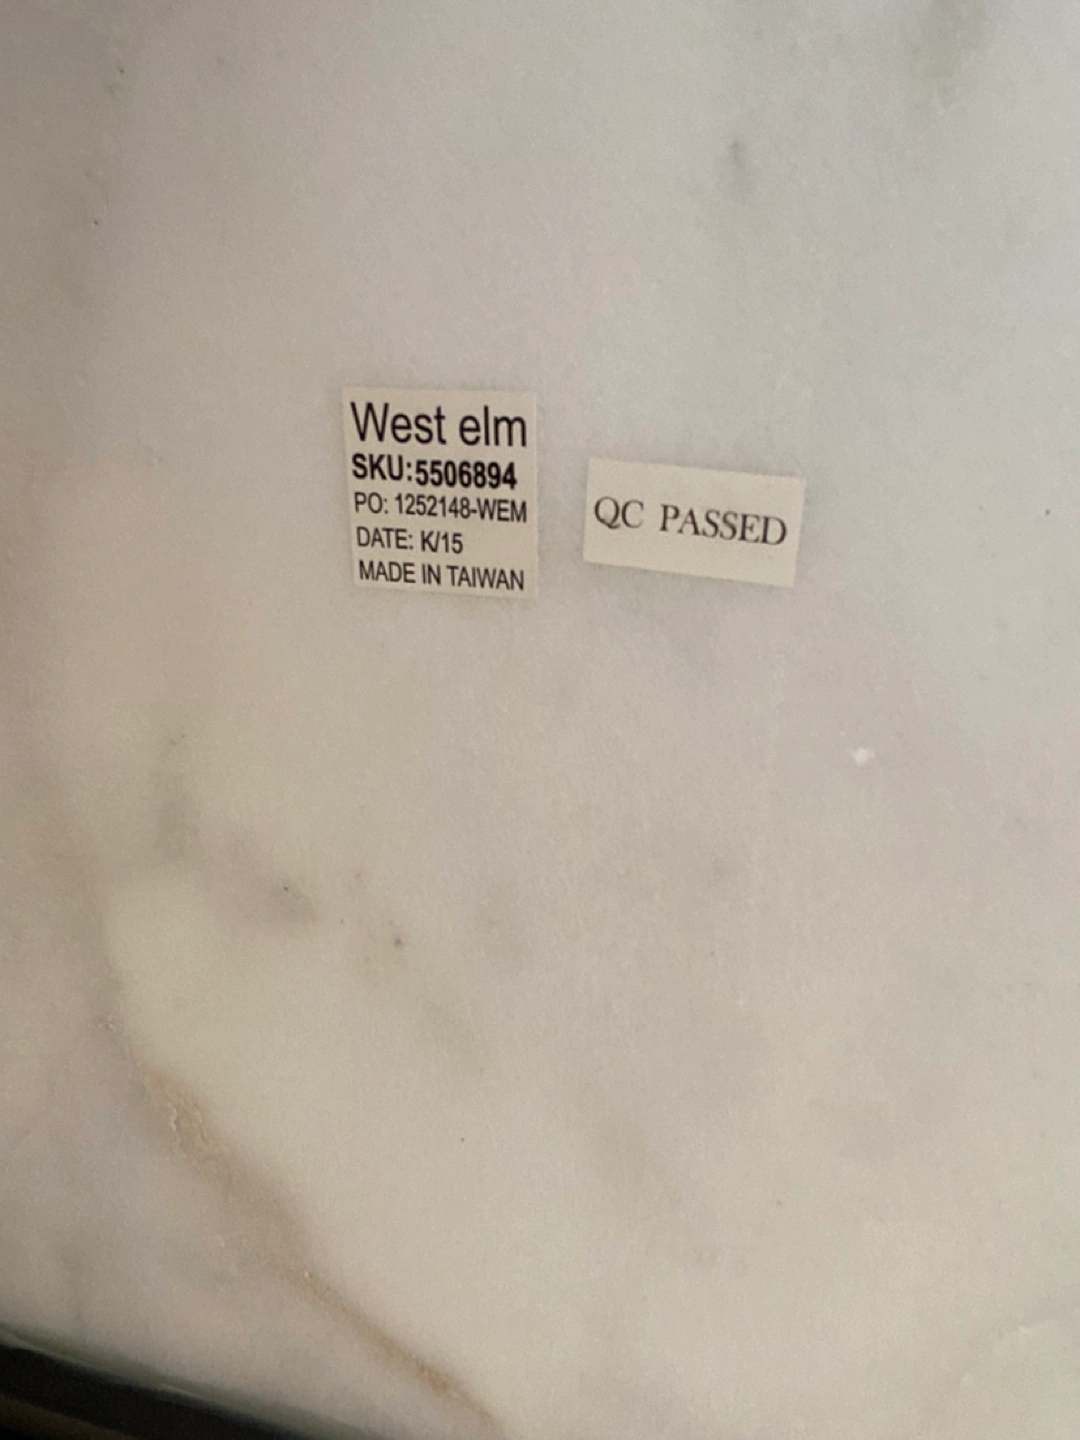 West elm
SKU:5506894
PO: 1252148-WEM
DATE: K/15
MADE IN TAIWAN
QC PASSED